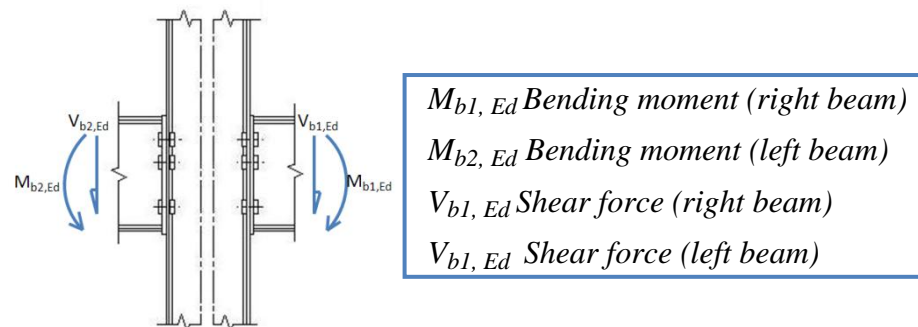 V_b2,Ed V_b1,Ed
M_b2,Ed M_b1,Ed
M_b1, Ed Bending moment (right beam)
M_b2, Ed Bending moment (left beam)
V_b1, Ed Shear force (right beam)
V_b1, Ed Shear force (left beam)